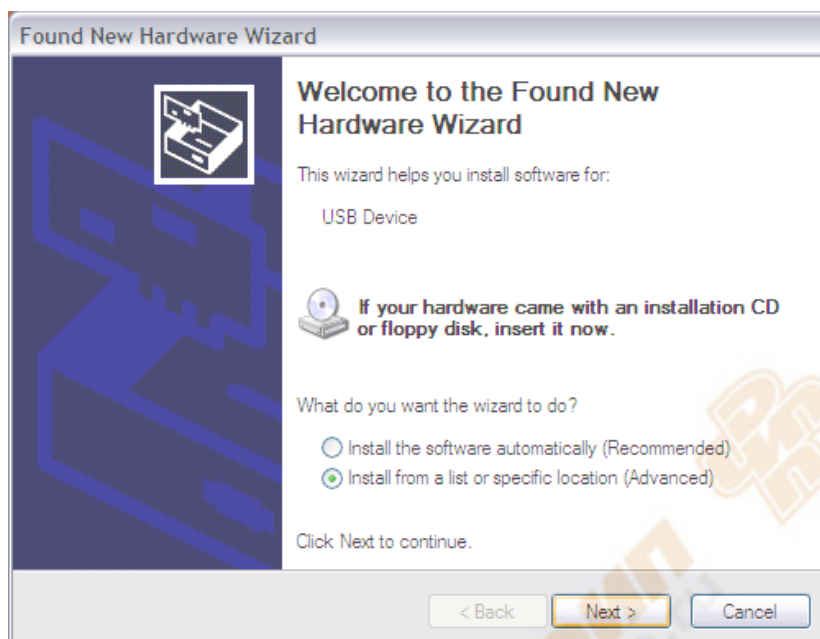 Found New Hardware Wizard
Welcome to the Found New
Hardware Wizard
This wizard helps you install software for:
USB Device
If your hardware came with an installation CD
or floppy disk, insert it now.
What do you want the wizard to do?
Install the software automatically (Recommended)
Install from a list or specific location (Advanced)
Click Next to continue.
< Back
Next >
Cancel